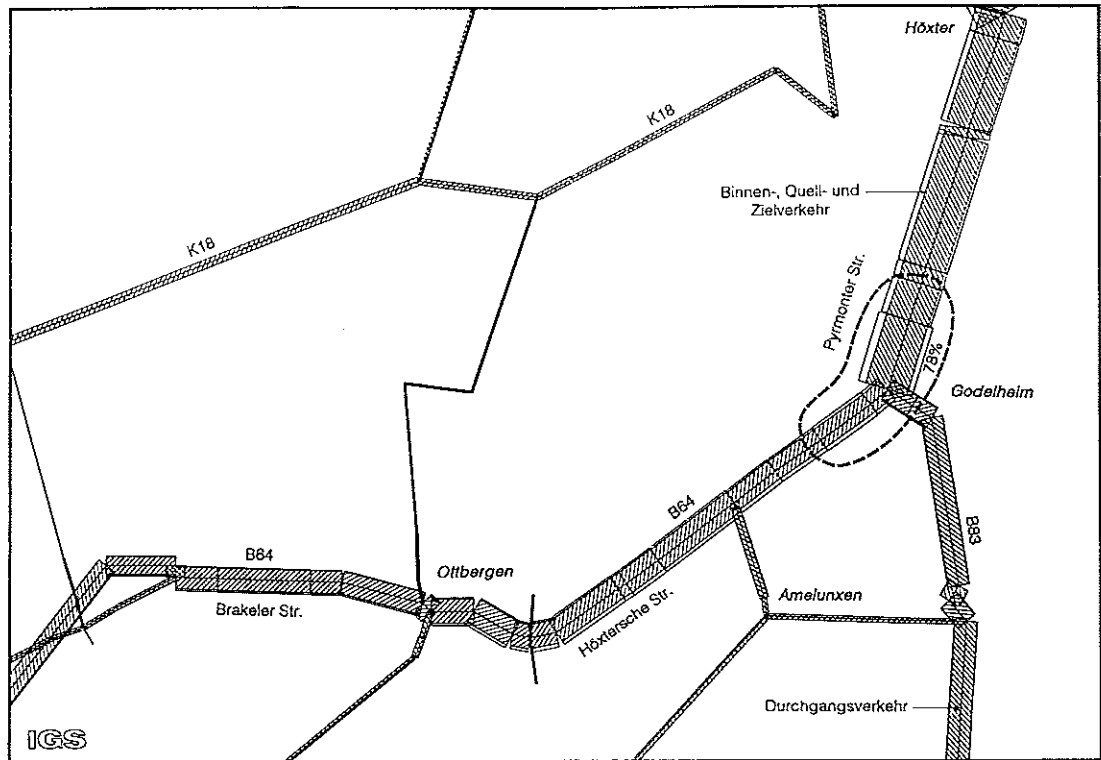 Höxter
K18
Binnen-, Quell- und
Zielverkehr
K18
Pyrmonter Str.
78%
Godelheim
B64
B83
B64
Ottbergen
Brakeler Str.
Höxtersche Str.
Amelunxen
Durchgangsverkehr
IGS